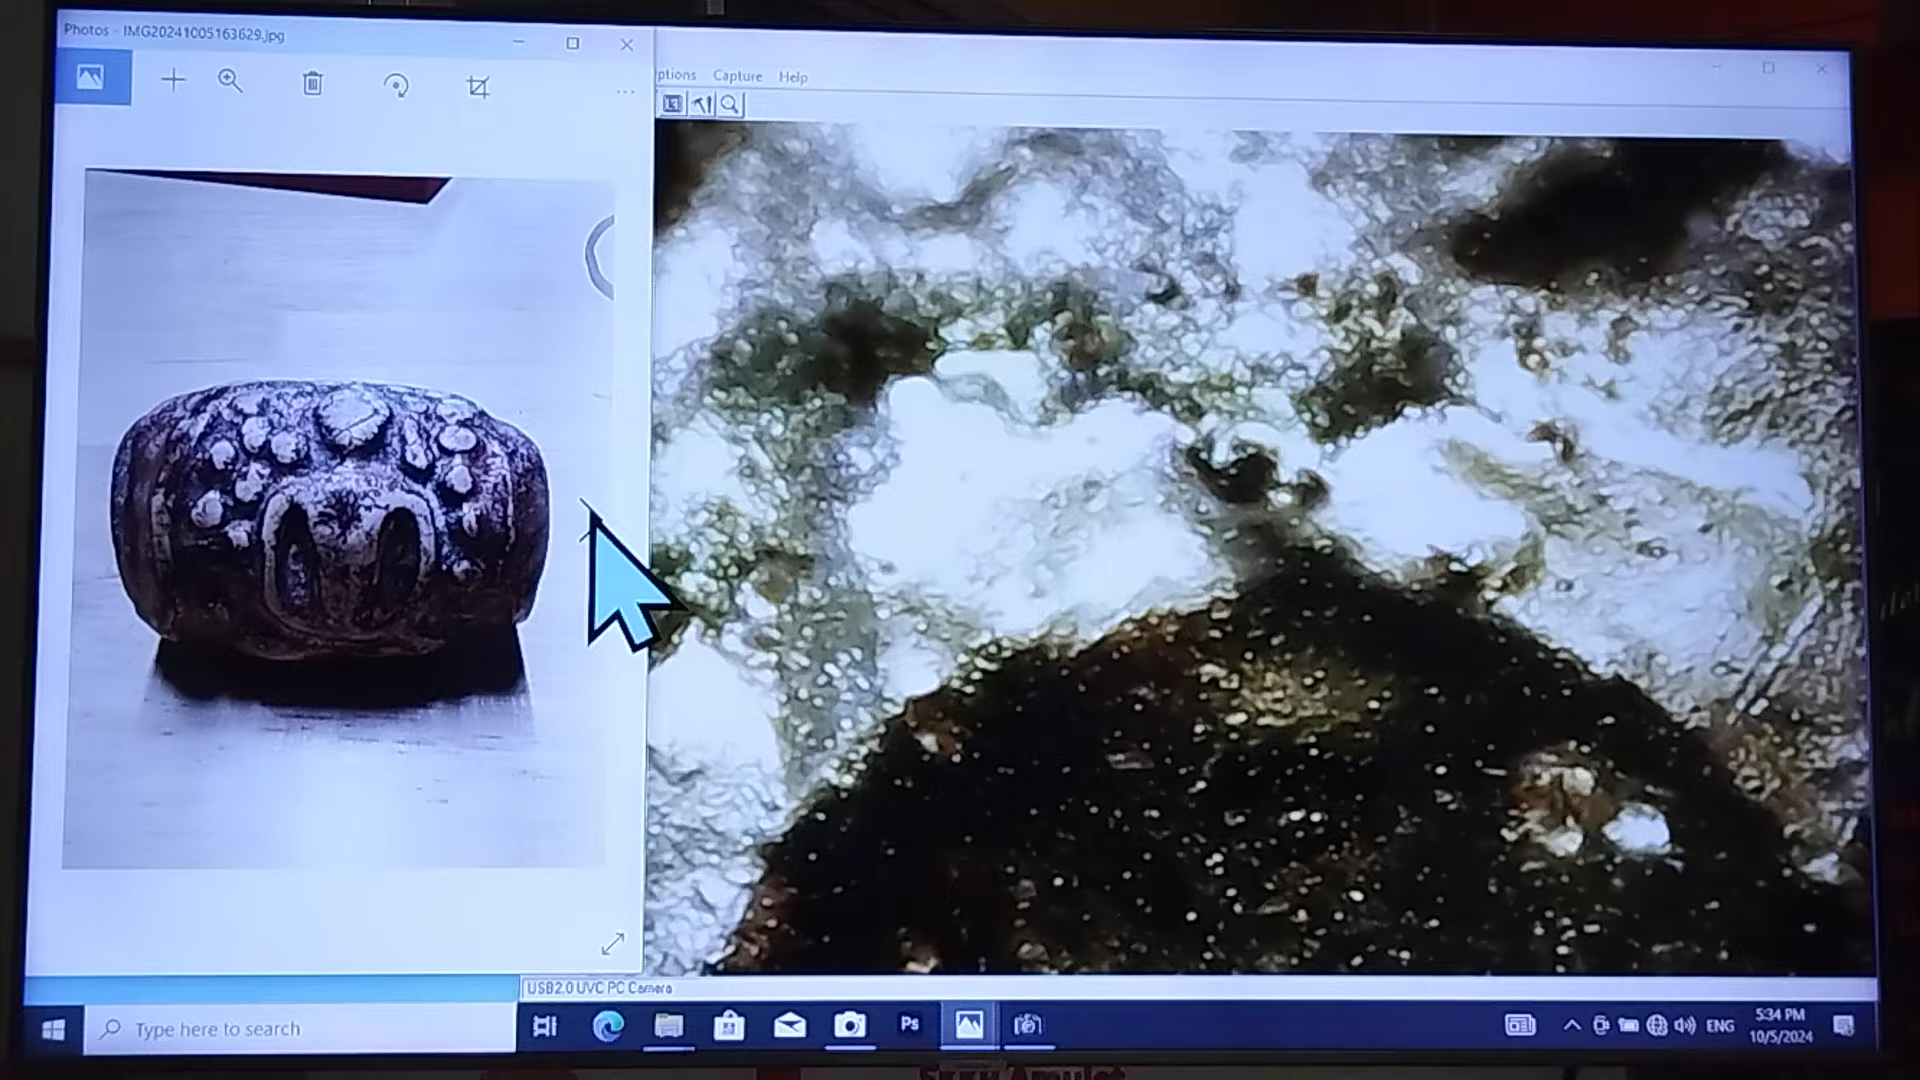 Photos - IMG20241005163629.jpg
ptions Capture Help
USB2.0 UVC PC Camera
Type here to search
Ps
ENG
5:34 PM
10/5/2024
Amulet